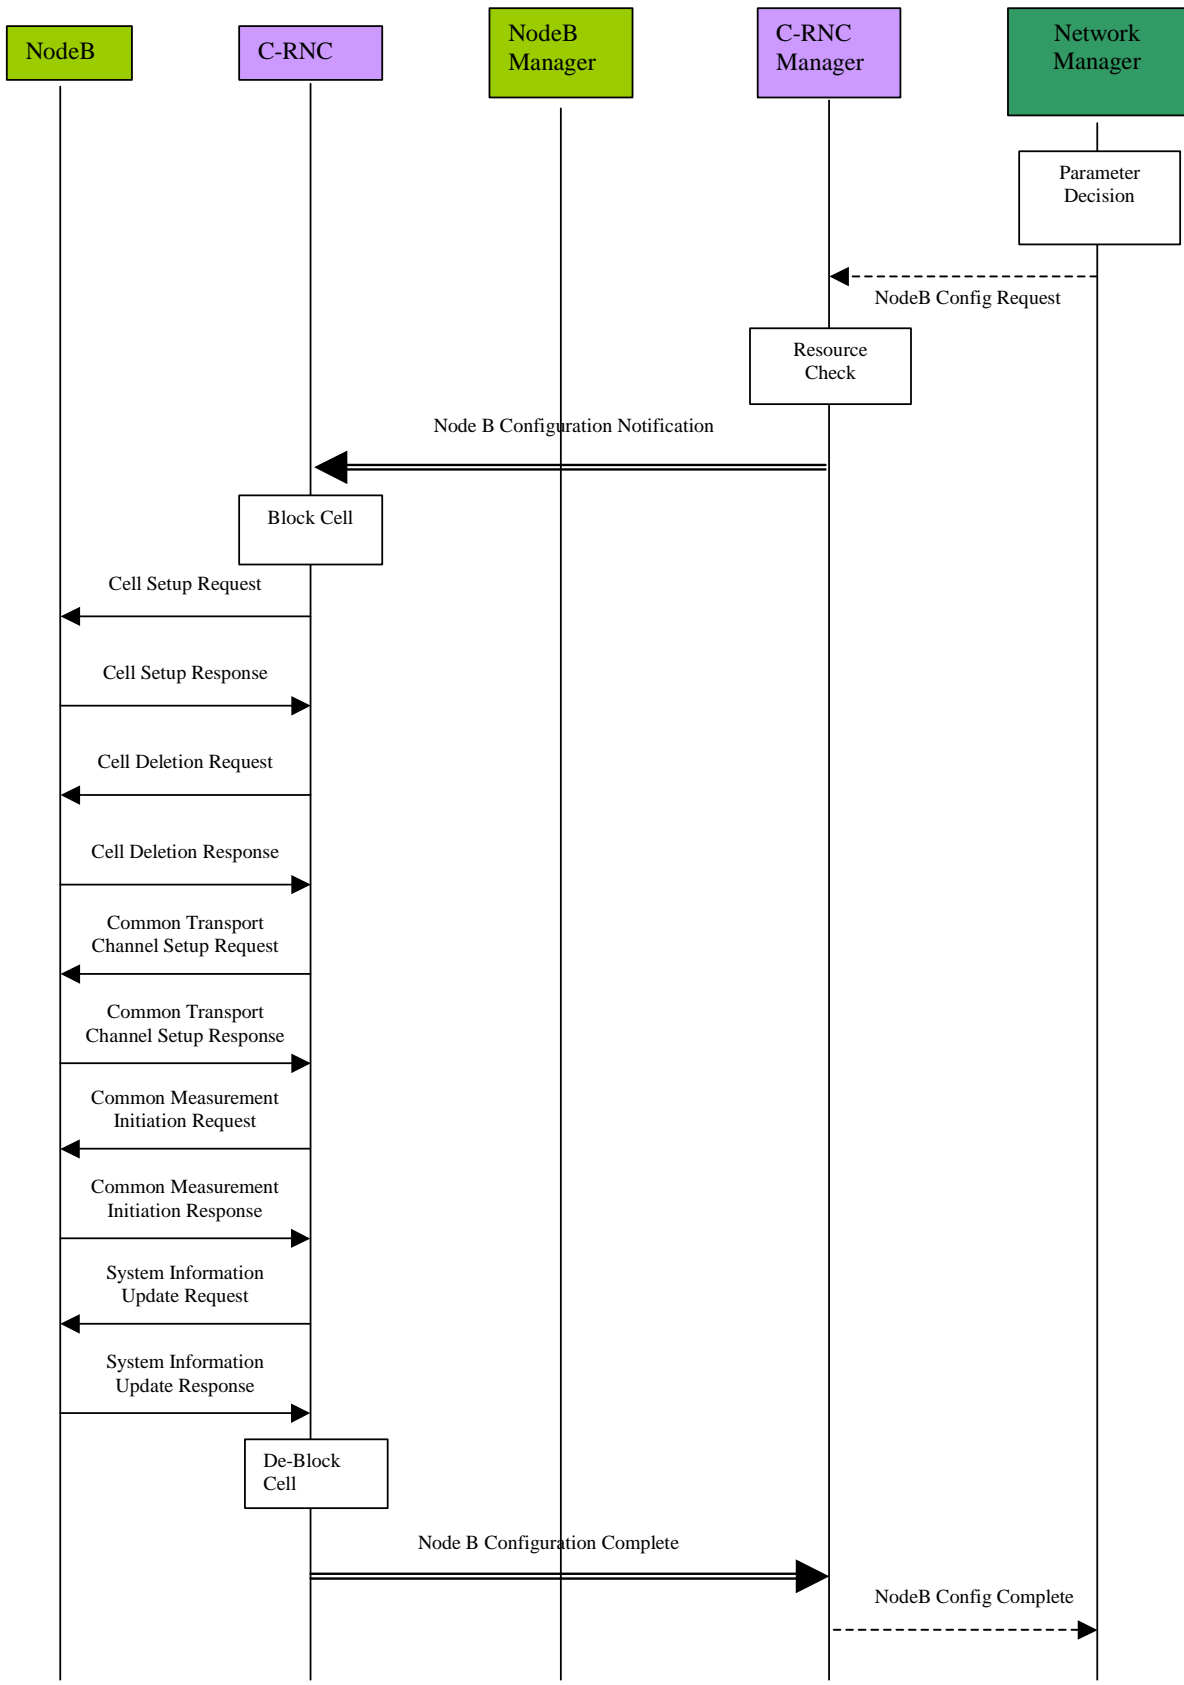 NodeB
C-RNC
NodeB
Manager
C-RNC
Manager
Network
Manager
Parameter
Decision
NodeB Config Request
Resource
Check
Node B Configuration Notification
Block Cell
Cell Setup Request
Cell Setup Response
Cell Deletion Request
Cell Deletion Response
Common Transport
Channel Setup Request
Common Transport
Channel Setup Response
Common Measurement
Initiation Request
Common Measurement
Initiation Response
System Information
Update Request
System Information
Update Response
De-Block
Cell
Node B Configuration Complete
NodeB Config Complete